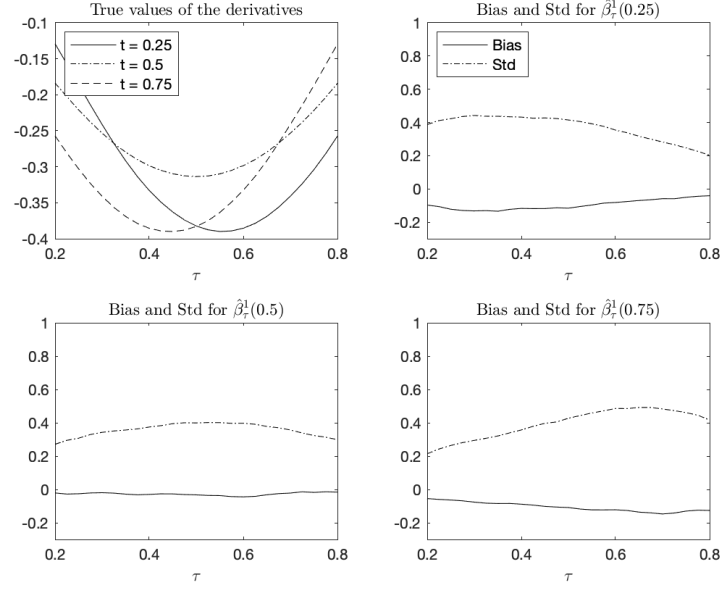 True values of the derivatives
-0.1
-0.15
-0.2
-0.25
-0.3
-0.35
-0.4
0.2 0.4 0.6 0.8
τ
t = 0.25
t = 0.5
t = 0.75
Bias and Std for β̂¹τ(0.25)
1
0.8
0.6
0.4
0.2
0
-0.2
0.2 0.4 0.6 0.8
τ
Bias
Std
Bias and Std for β̂¹τ(0.5)
1
0.8
0.6
0.4
0.2
0
-0.2
0.2 0.4 0.6 0.8
τ
Bias and Std for β̂¹τ(0.75)
1
0.8
0.6
0.4
0.2
0
-0.2
0.2 0.4 0.6 0.8
τ